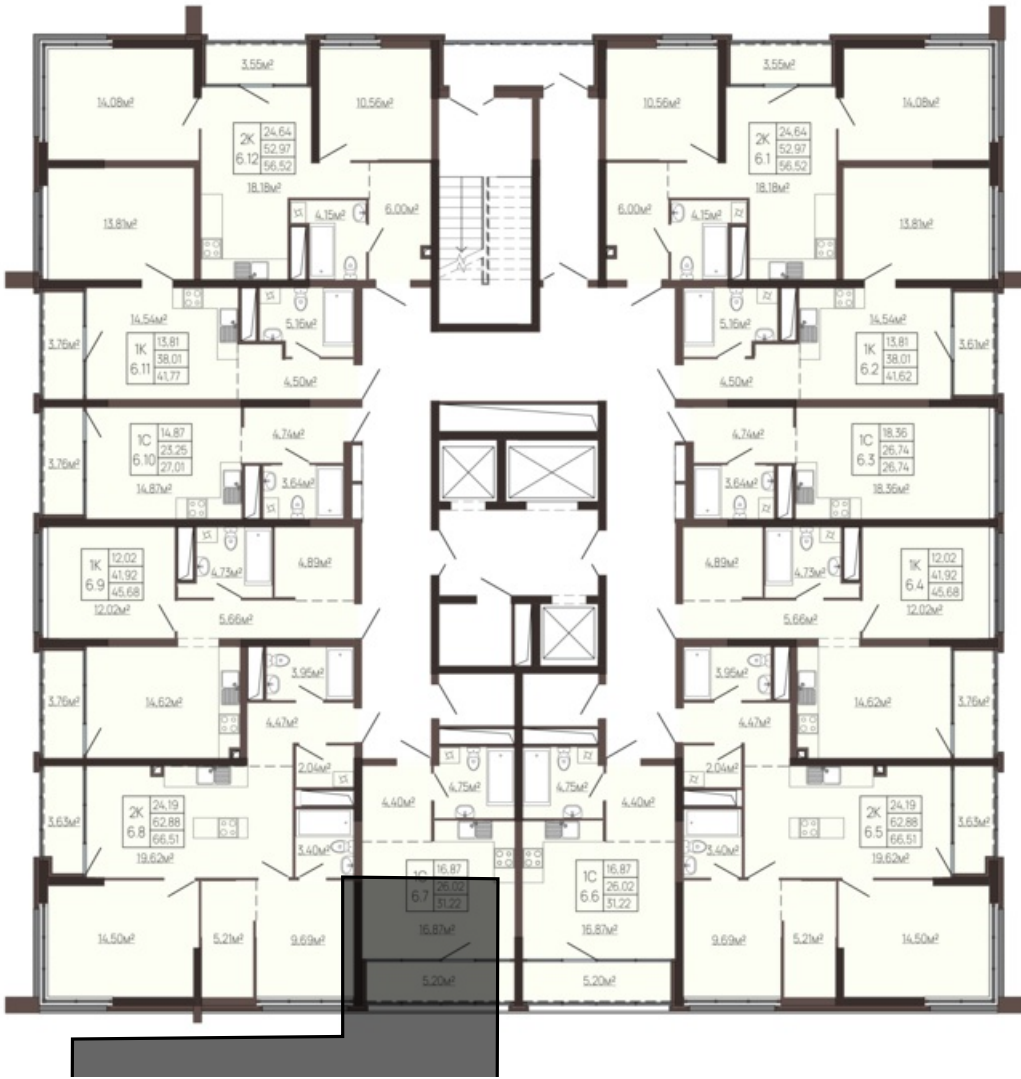 3.55м²
3.55м²
14.08м²
10.56м²
10.56м²
14.08м²
2К
6.12
24.64
52.97
56.52
18.18м²
2К
6.1
24.64
52.97
56.52
18.18м²
13.81м²
4.15м²
6.00м²
6.00м²
4.15м²
13.81м²
14.54м²
5.16м²
5.16м²
14.54м²
3.76м²
1К
6.11
13.81
38.01
41.77
4.50м²
4.50м²
1К
6.2
13.81
38.01
41.62
3.61м²
3.76м²
1С
6.10
14.87
23.25
27.01
14.87м²
4.74м²
3.64м²
4.74м²
3.64м²
1С
6.3
18.36
26.74
26.74
18.36м²
1К
6.9
12.02
41.92
45.68
12.02м²
4.73м²
4.89м²
5.66м²
4.89м²
4.73м²
5.66м²
1К
6.4
12.02
41.92
45.68
12.02м²
3.76м²
14.62м²
3.95м²
4.47м²
3.95м²
4.47м²
14.62м²
3.76м²
2.04м²
2.04м²
3.63м²
2К
6.8
24.19
62.88
66.51
19.62м²
3.40м²
4.40м²
4.75м²
4.75м²
4.40м²
3.40м²
2К
6.5
24.19
62.88
66.51
19.62м²
3.63м²
1С
6.7
16.87
26.02
31.22
16.87м²
1С
6.6
16.87
26.02
31.22
16.87м²
14.50м²
5.21м²
9.69м²
5.20м²
5.20м²
9.69м²
5.21м²
14.50м²